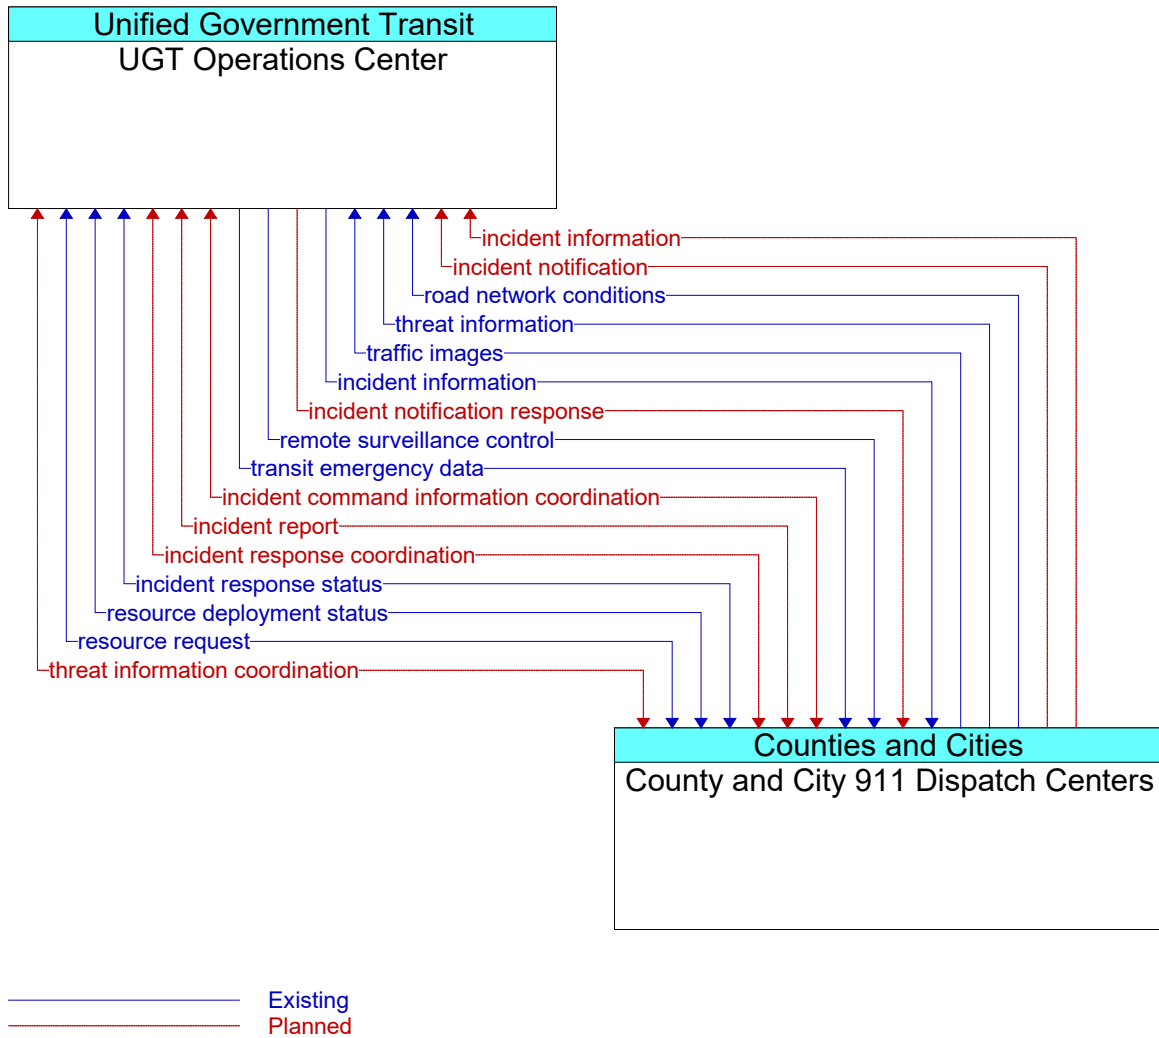 Unified Government Transit
UGT Operations Center
incident information
incident notification
road network conditions
threat information
traffic images
incident information
incident notification response
remote surveillance control
transit emergency data
incident command information coordination
incident report
incident response coordination
incident response status
resource deployment status
resource request
threat information coordination
Counties and Cities
County and City 911 Dispatch Centers
Existing
Planned